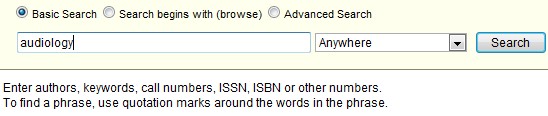 Basic Search Search begins with (browse) Advanced Search
audiology Anywhere Search
Enter authors, keywords, call numbers, ISSN, ISBN or other numbers.
To find a phrase, use quotation marks around the words in the phrase.